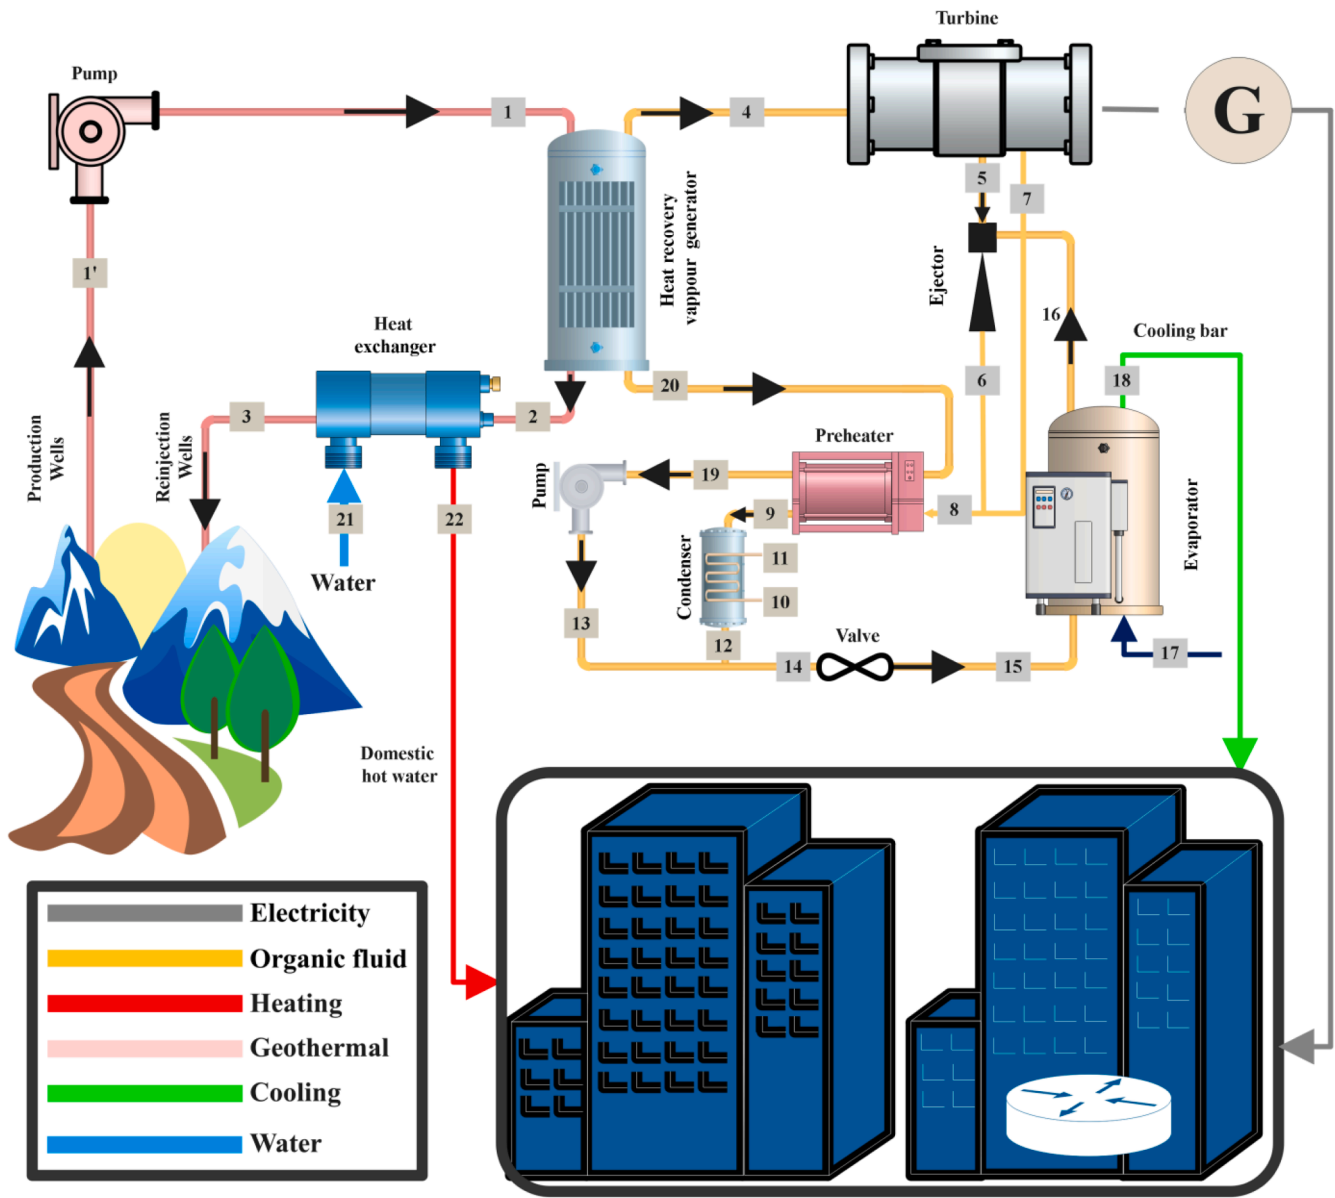 Turbine
Pump
1
4
G
5
7
Heat recovery
vappour generator
Ejector
1'
16
Heat
exchanger
Cooling bar
20
6
18
3
2
Production
Wells
Reinjection
Wells
Preheater
Pump
19
21
22
9
8
Water
Condenser
11
10
Evaporator
13
12
Valve
14
15
17
Domestic
hot water
Electricity
Organic fluid
Heating
Geothermal
Cooling
Water